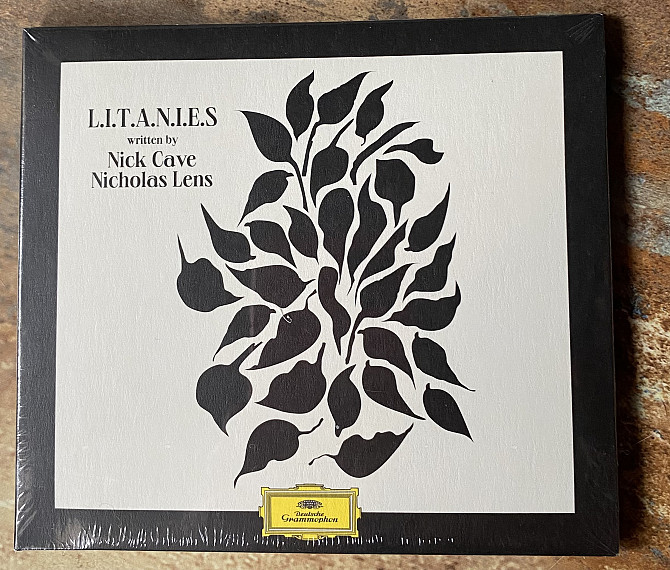 L.I.T.A.N.I.E.S
written by
Nick Cave
Nicholas Lens
Deutsche
Grammophon